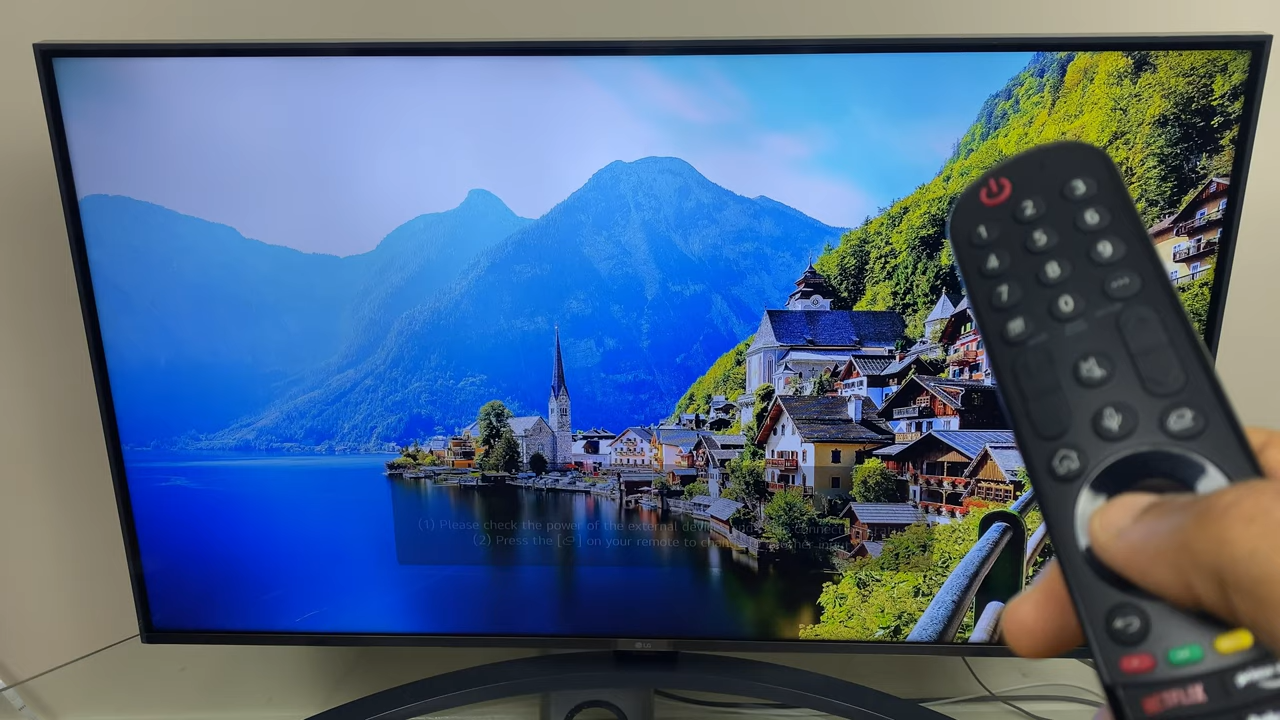 3
2
6
1
5
9
4
8
7
0
(1) Please check the power of the external
(2) Press the [ ] on your remote to
LG
NETFLIX
prime